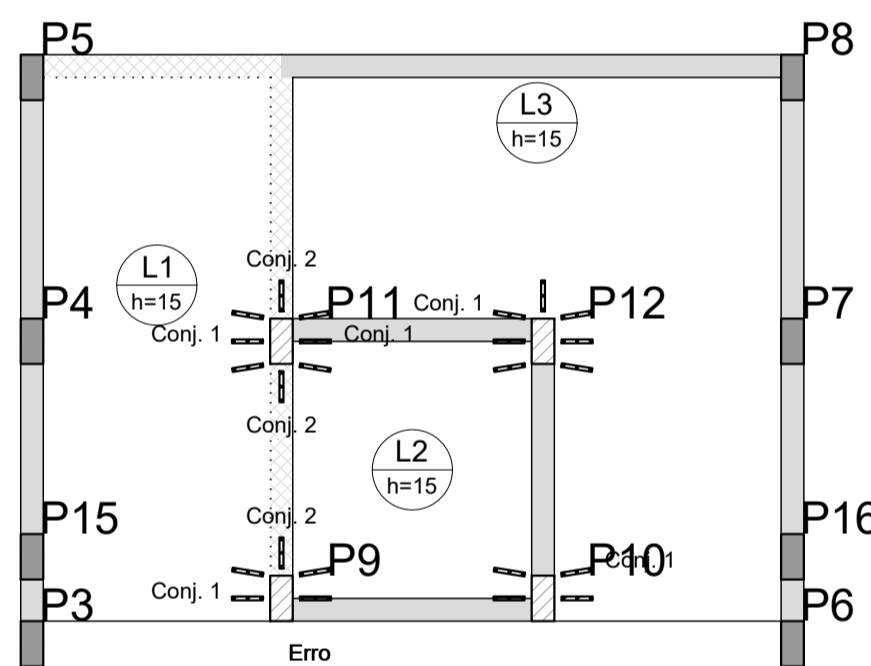 P5
P8
L3
h=15
Conj. 2
L1
h=15
P4
P11
Conj. 1
P12
P7
Conj. 1
Conj. 1
Conj. 2
L2
h=15
P15
Conj. 2
P16
P9
P10
Conj. 1
Conj. 1
P3
P6
Erro